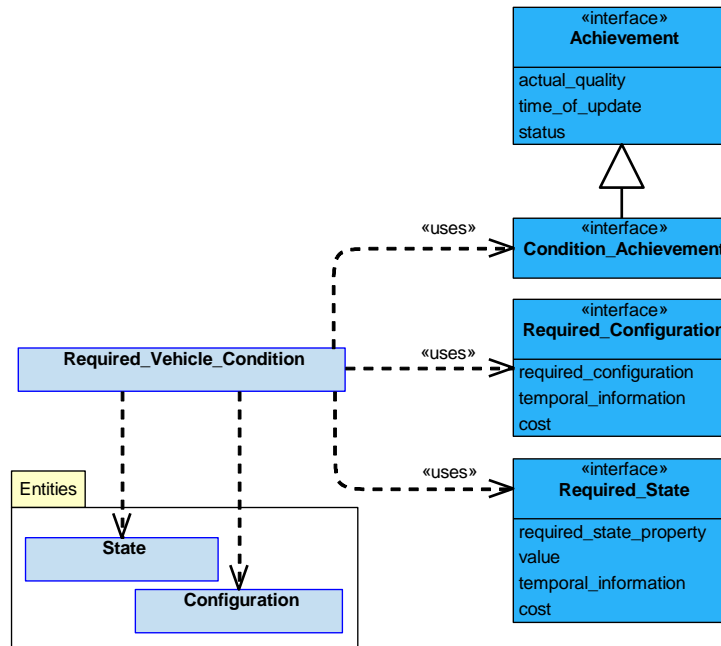 «interface»
Achievement
actual_quality
time_of_update
status
«uses»
«interface»
Condition_Achievement
«interface»
Required_Configuration
Required_Vehicle_Condition
«uses»
required_configuration
temporal_information
cost
«uses»
«interface»
Required_State
Entities
required_state_property
value
temporal_information
cost
State
Configuration